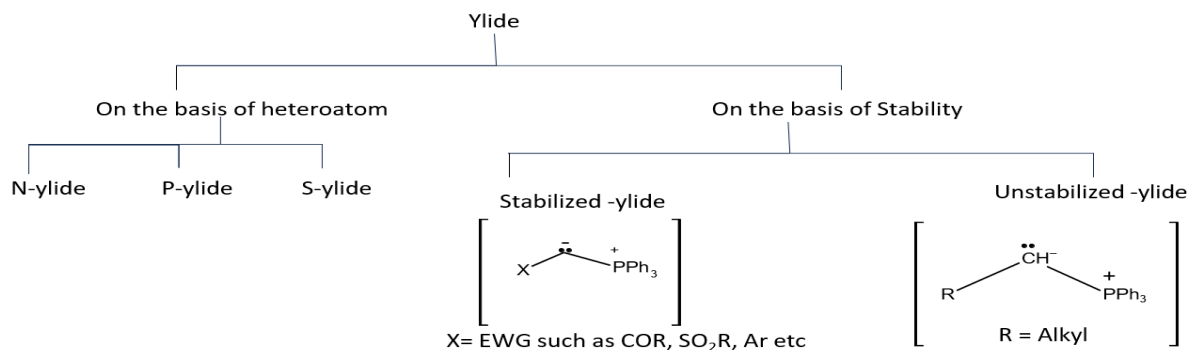 Ylide
On the basis of heteroatom
On the basis of Stability
N-ylide
P-ylide
S-ylide
Stabilized -ylide
Unstabilized -ylide
X
PPh₃
+
R
CH⁻
PPh₃
+
X= EWG such as COR, SO₂R, Ar etc
R = Alkyl